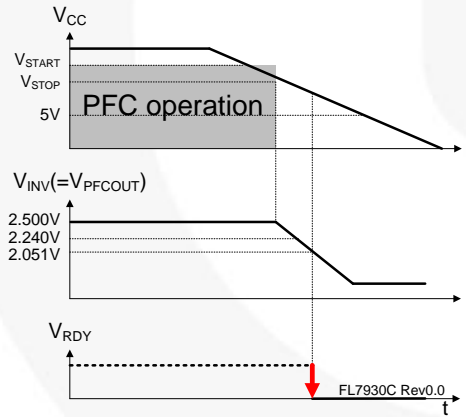 VCC
VSTART
VSTOP
PFC operation
5V
VINV(=VPFCOUT)
2.500V
2.240V
2.051V
VRDY
FL7930C Rev0.0
t